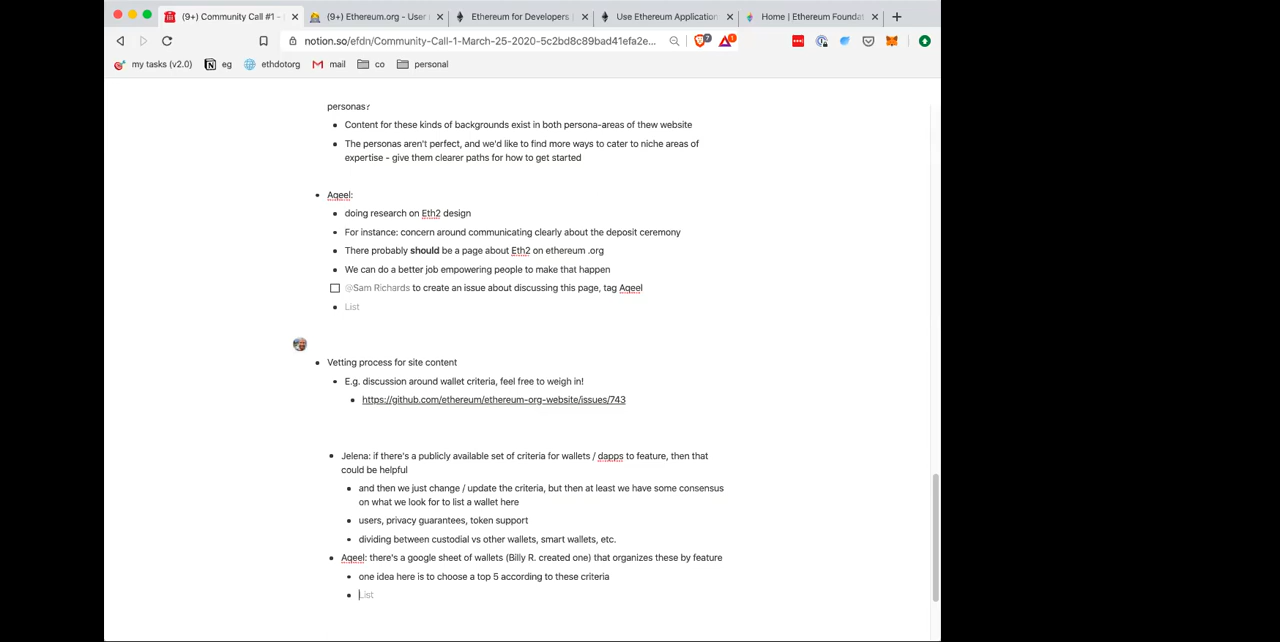 (9+) Community Call #1 -
(9+) Ethereum.org - User
Ethereum for Developers |
Use Ethereum Application
Home | Ethereum Foundat
notion.so/efdn/Community-Call-1-March-25-2020-5c2bd8c89bad41efa2e...
7
1
my tasks (v2.0)
eg
ethdotorg
mail
co
personal
personas?
Content for these kinds of backgrounds exist in both persona-areas of thew website
The personas aren't perfect, and we'd like to find more ways to cater to niche areas of
expertise - give them clearer paths for how to get started
Aqeel:
doing research on Eth2 design
For instance: concern around communicating clearly about the deposit ceremony
There probably should be a page about Eth2 on ethereum .org
We can do a better job empowering people to make that happen
@Sam Richards to create an issue about discussing this page, tag Aqeel
List
Vetting process for site content
E.g. discussion around wallet criteria, feel free to weigh in!
https://github.com/ethereum/ethereum-org-website/issues/743
Jelena: if there's a publicly available set of criteria for wallets / dapps to feature, then that
could be helpful
and then we just change / update the criteria, but then at least we have some consensus
on what we look for to list a wallet here
users, privacy guarantees, token support
dividing between custodial vs other wallets, smart wallets, etc.
Aqeel: there's a google sheet of wallets (Billy R. created one) that organizes these by feature
one idea here is to choose a top 5 according to these criteria
List